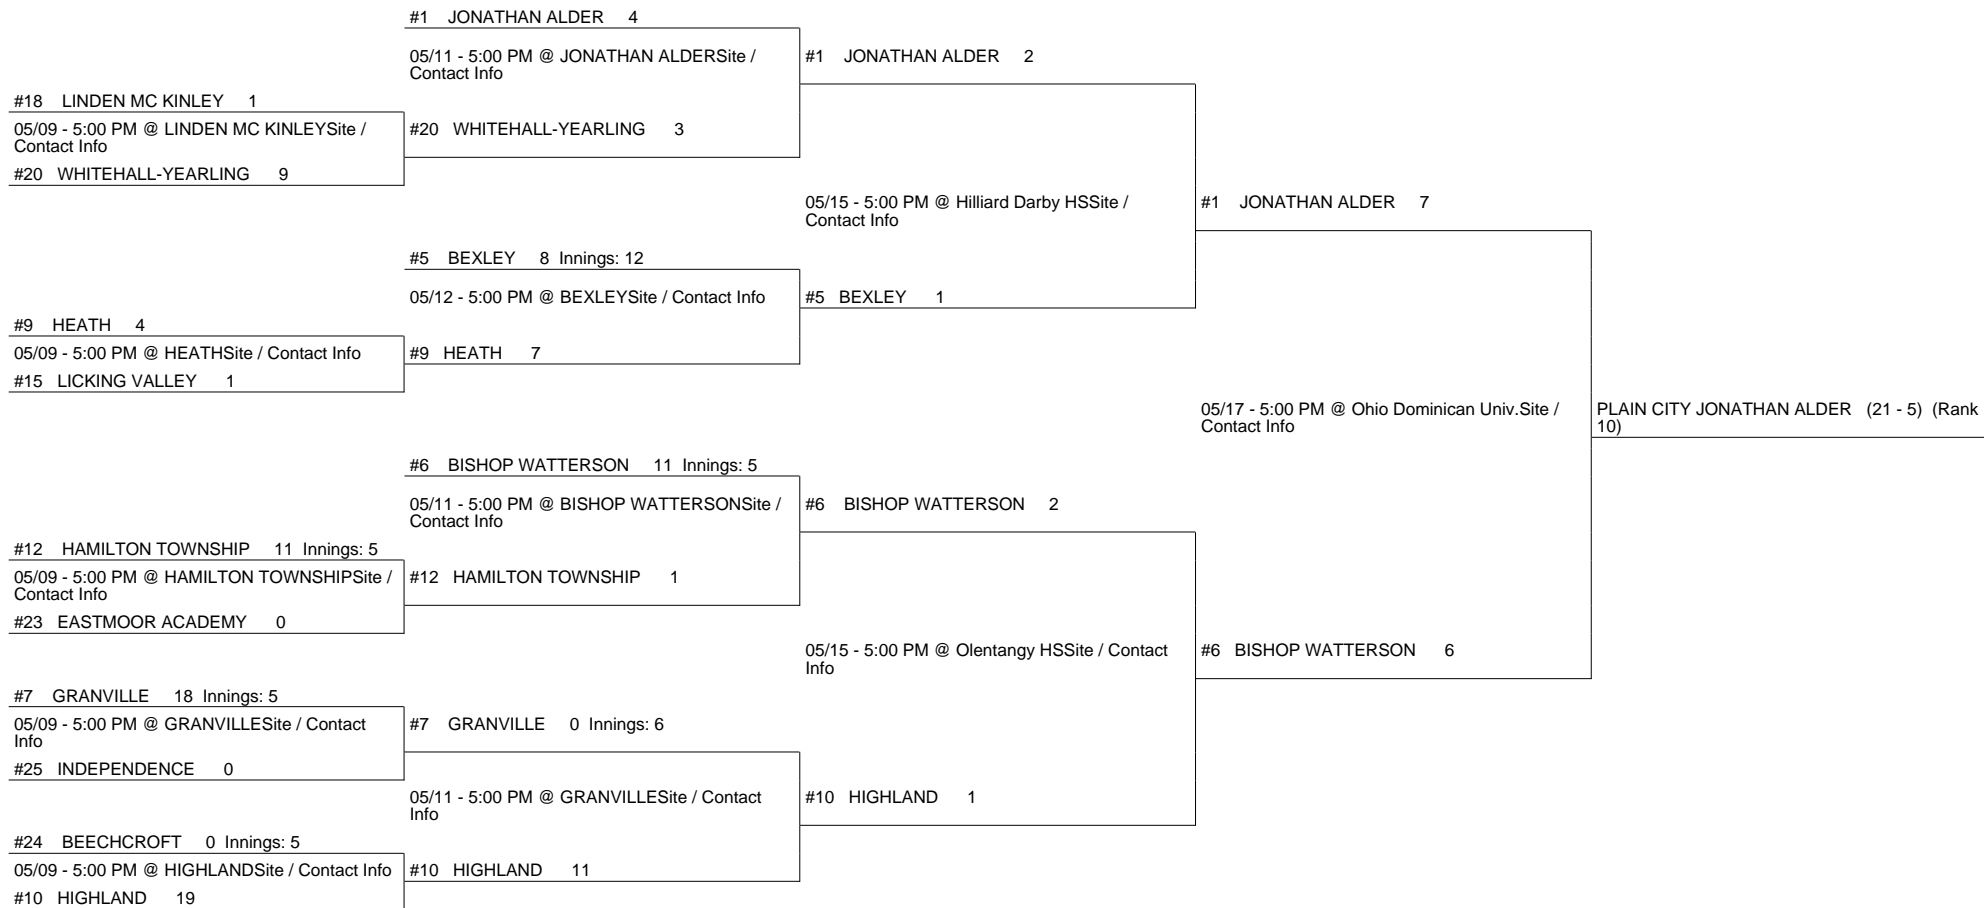 #1 JONATHAN ALDER 4
05/11 - 5:00 PM @ JONATHAN ALDERSite /
Contact Info
#1 JONATHAN ALDER 2
#18 LINDEN MC KINLEY 1
05/09 - 5:00 PM @ LINDEN MC KINLEYSite /
Contact Info
#20 WHITEHALL-YEARLING 3
#20 WHITEHALL-YEARLING 9
05/15 - 5:00 PM @ Hilliard Darby HSSite /
Contact Info
#1 JONATHAN ALDER 7
#5 BEXLEY 8 Innings: 12
05/12 - 5:00 PM @ BEXLEYSite / Contact Info
#5 BEXLEY 1
#9 HEATH 4
05/09 - 5:00 PM @ HEATHSite / Contact Info
#9 HEATH 7
#15 LICKING VALLEY 1
05/17 - 5:00 PM @ Ohio Dominican Univ.Site /
Contact Info
PLAIN CITY JONATHAN ALDER (21 - 5) (Rank
10)
#6 BISHOP WATTERSON 11 Innings: 5
05/11 - 5:00 PM @ BISHOP WATTERSONSite /
Contact Info
#6 BISHOP WATTERSON 2
#12 HAMILTON TOWNSHIP 11 Innings: 5
05/09 - 5:00 PM @ HAMILTON TOWNSHIPSite /
Contact Info
#12 HAMILTON TOWNSHIP 1
#23 EASTMOOR ACADEMY 0
05/15 - 5:00 PM @ Olentangy HSSite / Contact
Info
#6 BISHOP WATTERSON 6
#7 GRANVILLE 18 Innings: 5
05/09 - 5:00 PM @ GRANVILLESite / Contact
Info
#7 GRANVILLE 0 Innings: 6
#25 INDEPENDENCE 0
05/11 - 5:00 PM @ GRANVILLESite / Contact
Info
#10 HIGHLAND 1
#24 BEECHCROFT 0 Innings: 5
05/09 - 5:00 PM @ HIGHLANDSite / Contact Info
#10 HIGHLAND 11
#10 HIGHLAND 19